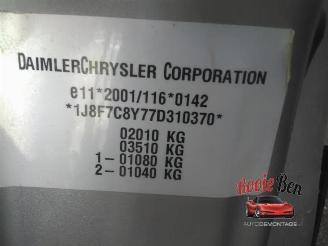 DAIMLERCHRYSLER CORPORATION
e11*2001/116*0142
*1J8F7C8Y77D310370*
02010 KG
03510 KG
1-01080 KG
2-01040 KG
Kooie Ben
AUTODEMONTAGE